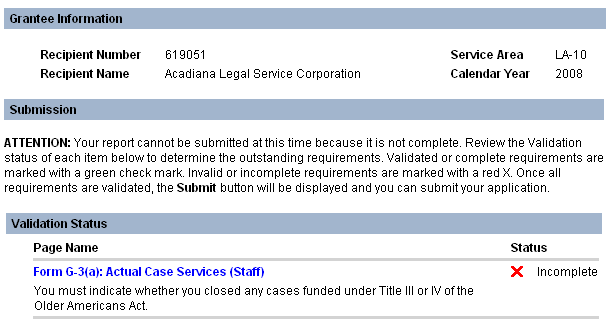 Grantee Information
Recipient Number 619051 Service Area LA-10
Recipient Name Acadiana Legal Service Corporation Calendar Year 2008
Submission
ATTENTION: Your report cannot be submitted at this time because it is not complete. Review the Validation
status of each item below to determine the outstanding requirements. Validated or complete requirements are
marked with a green check mark. Invalid or incomplete requirements are marked with a red X. Once all
requirements are validated, the Submit button will be displayed and you can submit your application.
Validation Status
Page Name Status
Form G-3(a): Actual Case Services (Staff) Incomplete
You must indicate whether you closed any cases funded under Title III or IV of the
Older Americans Act.